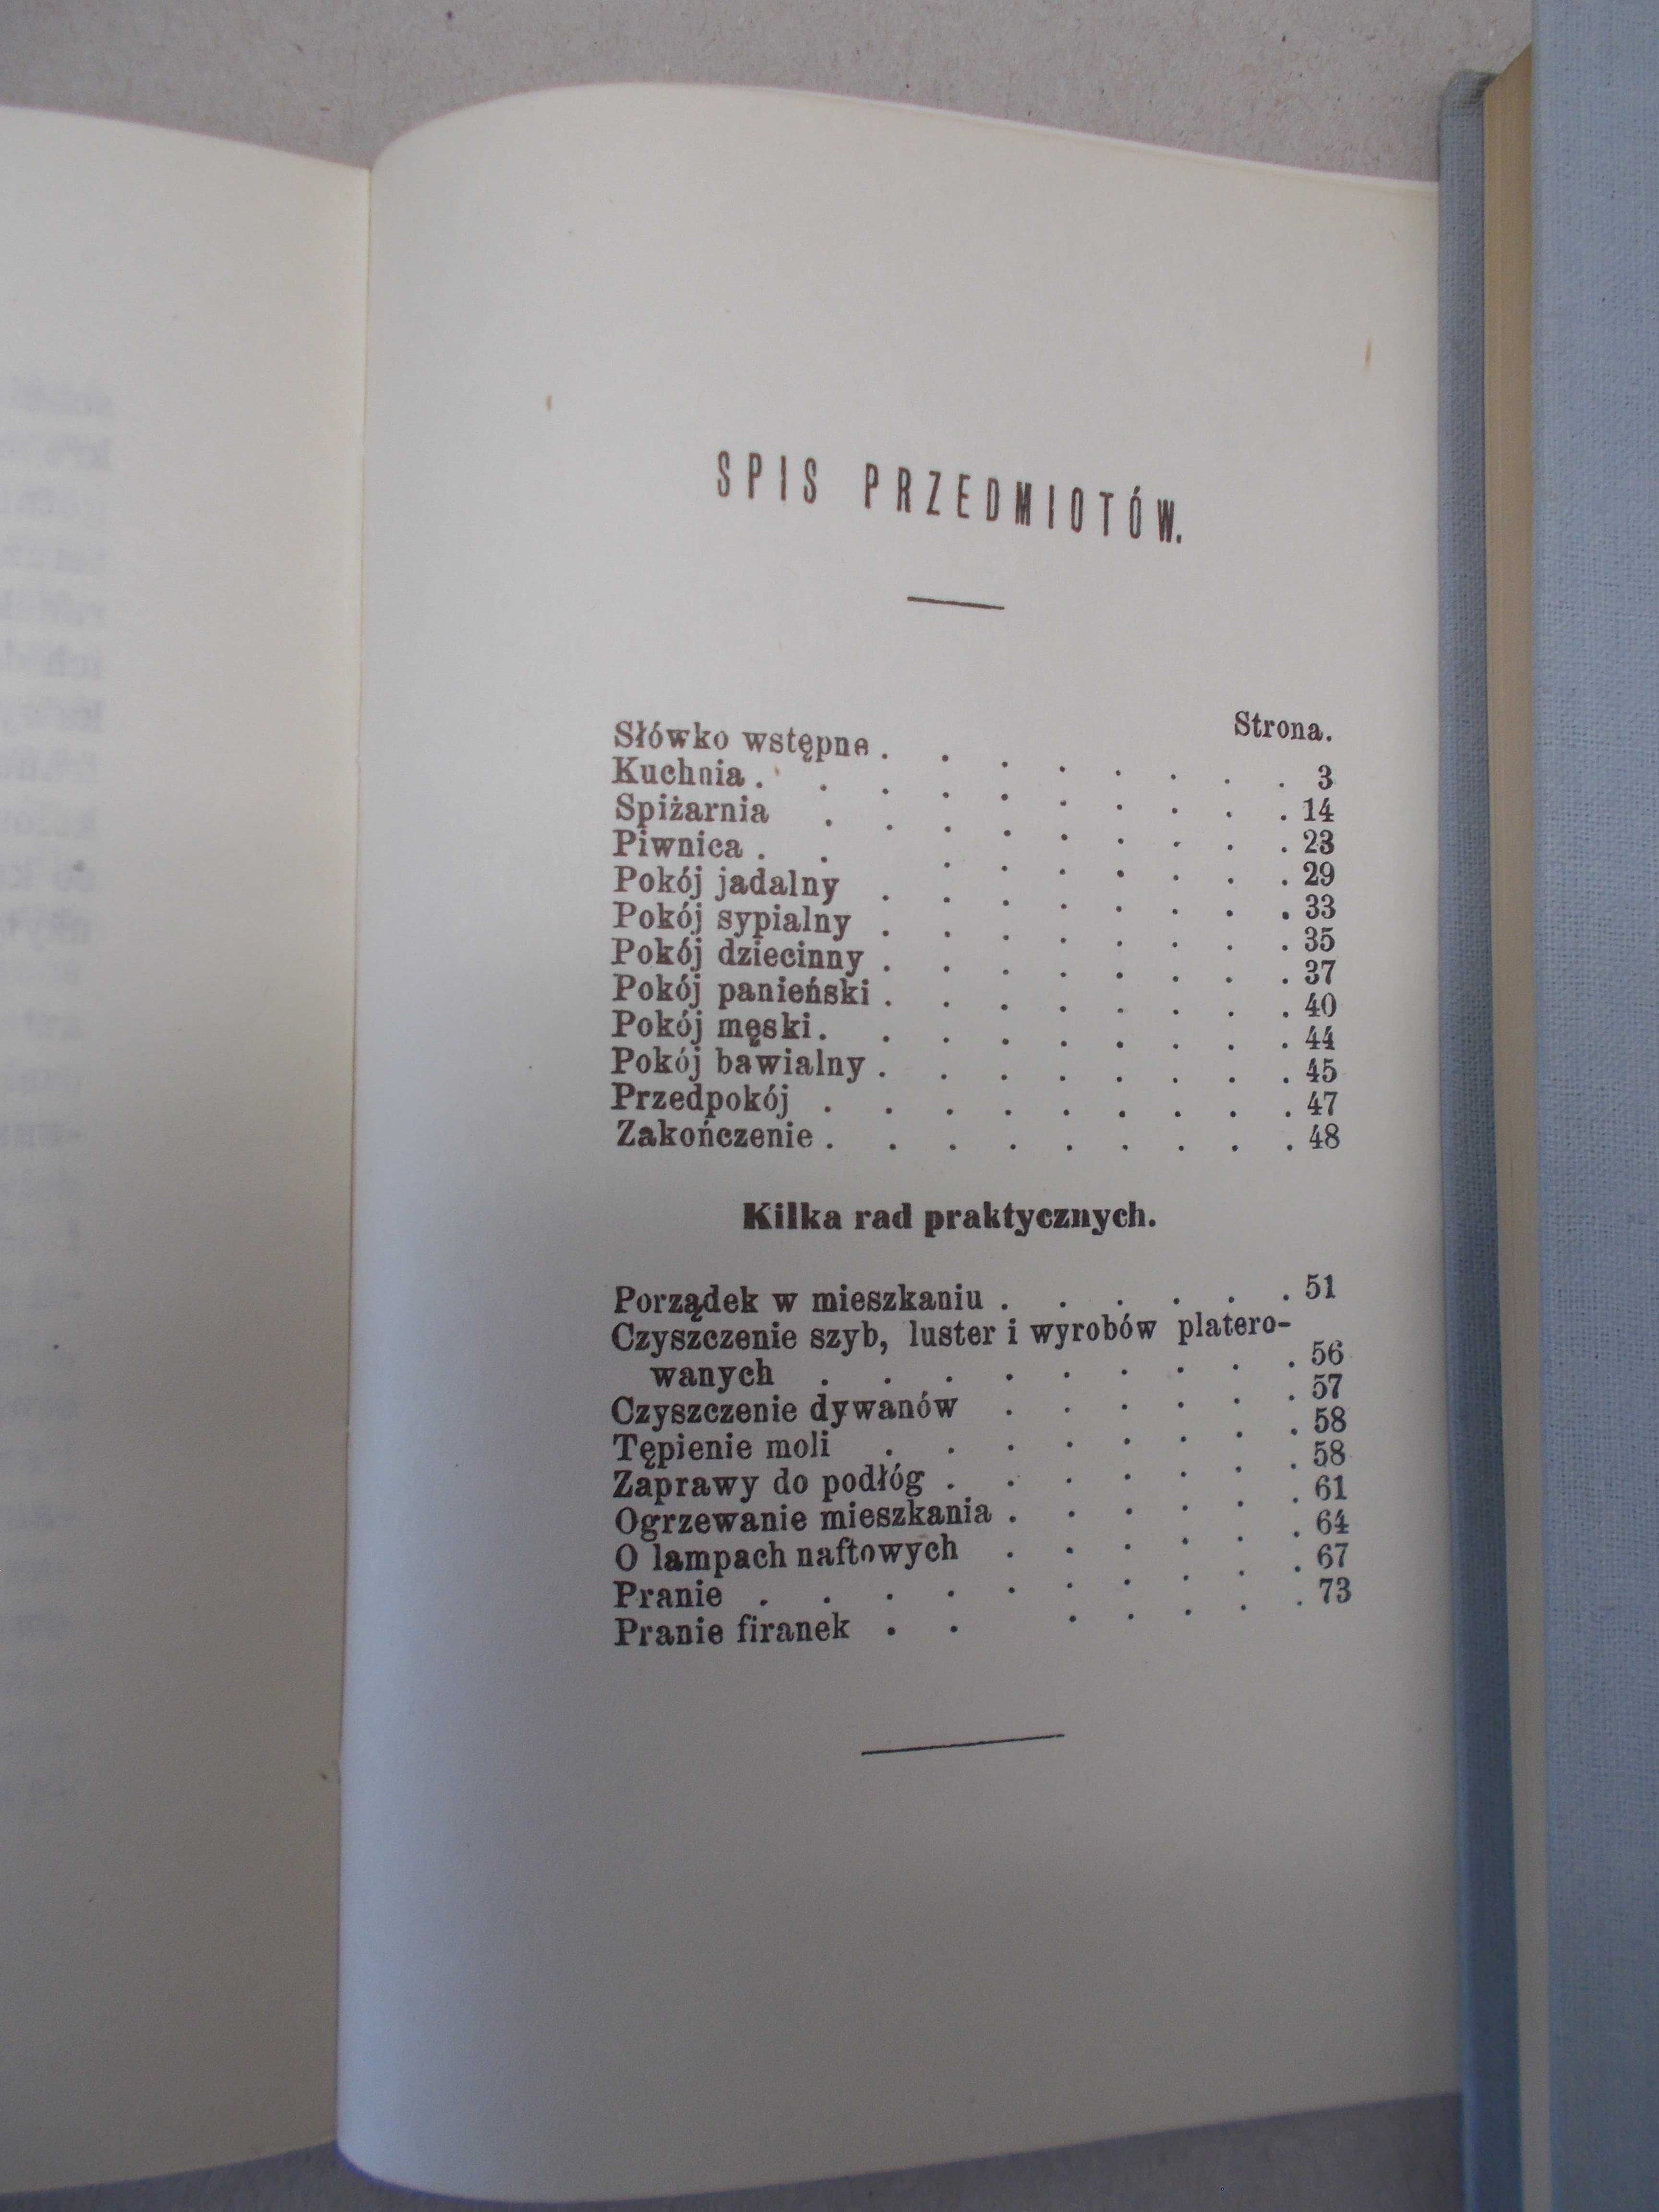 SPIS PRZEDMIOTÓW.
Strona.
Słówko wstępne . . . . . . . . 3
Kuchnia . . . . . . . . . . 14
Spiżarnia . . . . . . . . . 23
Piwnica . . . . . . . . . 29
Pokój jadalny . . . . . . . . 33
Pokój sypialny . . . . . . . . 35
Pokój dziecinny . . . . . . . . 37
Pokój panieński . . . . . . . . 40
Pokój męski . . . . . . . . . 44
Pokój bawialny . . . . . . . . 45
Przedpokój . . . . . . . . . 47
Zakończenie . . . . . . . . . 48
Kilka rad praktycznych.
Porządek w mieszkaniu . . . . . . 51
Czyszczenie szyb, luster i wyrobów platero-
wanych . . . . . . . . . 56
Czyszczenie dywanów . . . . . . 57
Tępienie moli . . . . . . . . 58
Zaprawy do podłóg . . . . . . . 58
Ogrzewanie mieszkania . . . . . . 61
O lampach naftowych . . . . . . 64
Pranie . . . . . . . . . . 67
Pranie firanek . . . . . . . 73